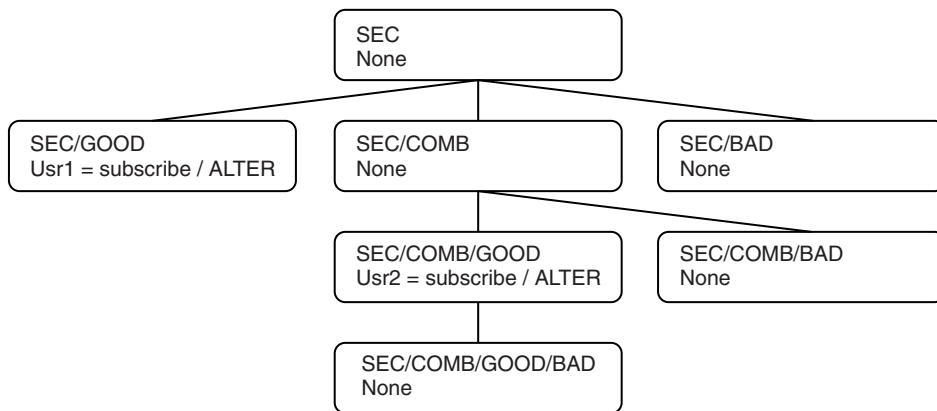 SEC
None
SEC/GOOD
Usr1 = subscribe / ALTER
SEC/COMB
None
SEC/BAD
None
SEC/COMB/GOOD
Usr2 = subscribe / ALTER
SEC/COMB/BAD
None
SEC/COMB/GOOD/BAD
None